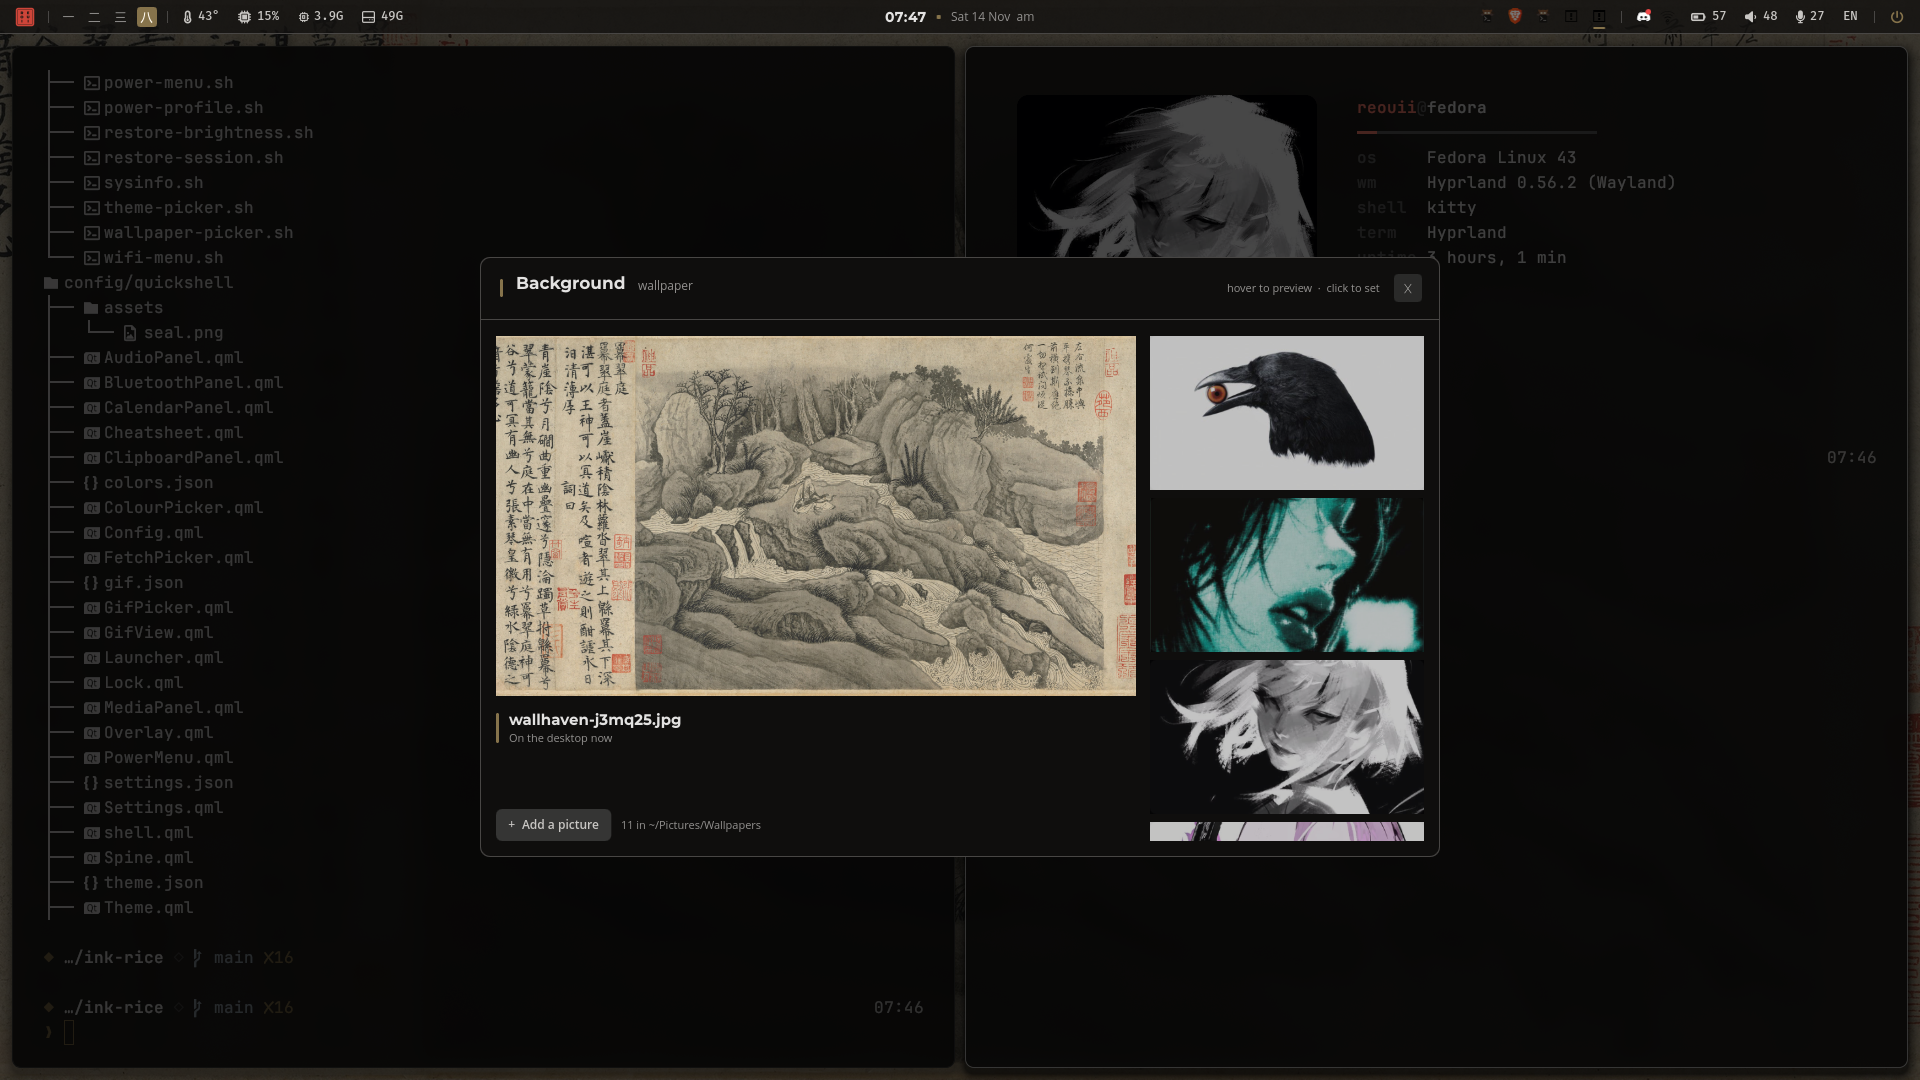 一 二 三 八 43° 15% 3.9G 49G
07:47 Sat 14 Nov am
57 48 27 EN
power-menu.sh
power-profile.sh
restore-brightness.sh
restore-session.sh
sysinfo.sh
theme-picker.sh
wallpaper-picker.sh
wifi-menu.sh
config/quickshell
assets
seal.png
AudioPanel.qml
BluetoothPanel.qml
CalendarPanel.qml
Cheatsheet.qml
ClipboardPanel.qml
colors.json
ColourPicker.qml
Config.qml
FetchPicker.qml
gif.json
GifPicker.qml
GifView.qml
Launcher.qml
Lock.qml
MediaPanel.qml
Overlay.qml
PowerMenu.qml
settings.json
Settings.qml
shell.qml
Spine.qml
theme.json
Theme.qml
…/ink-rice main X16
…/ink-rice main X16 07:46
reouii@fedora
os Fedora Linux 43
wm Hyprland 0.56.2 (Wayland)
shell kitty
term Hyprland
3 hours, 1 min
07:46
Background wallpaper
hover to preview · click to set X
wallhaven-j3mq25.jpg
On the desktop now
+ Add a picture 11 in ~/Pictures/Wallpapers